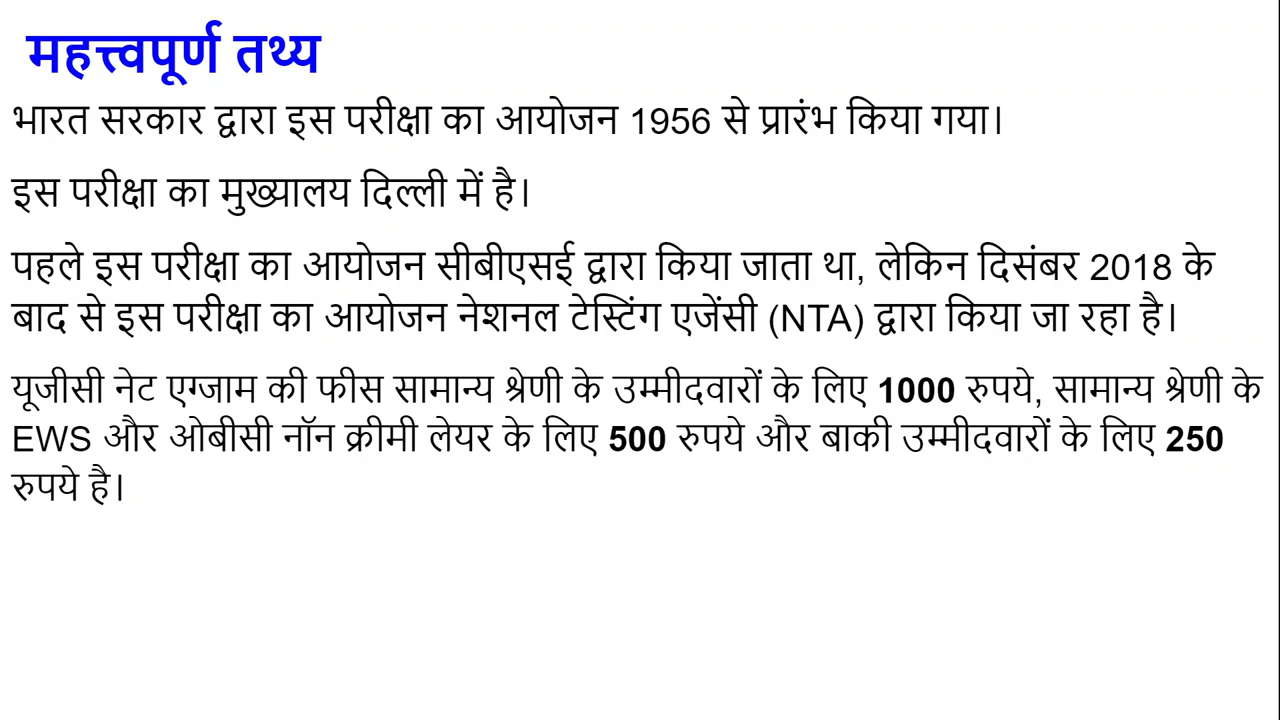 महत्त्वपूर्ण तथ्य
भारत सरकार द्वारा इस परीक्षा का आयोजन 1956 से प्रारंभ किया गया।
इस परीक्षा का मुख्यालय दिल्ली में है।
पहले इस परीक्षा का आयोजन सीबीएसई द्वारा किया जाता था, लेकिन दिसंबर 2018 के
बाद से इस परीक्षा का आयोजन नेशनल टेस्टिंग एजेंसी (NTA) द्वारा किया जा रहा है।
यूजीसी नेट एग्जाम की फीस सामान्य श्रेणी के उम्मीदवारों के लिए 1000 रुपये, सामान्य श्रेणी के
EWS और ओबीसी नॉन क्रीमी लेयर के लिए 500 रुपये और बाकी उम्मीदवारों के लिए 250
रुपये है।